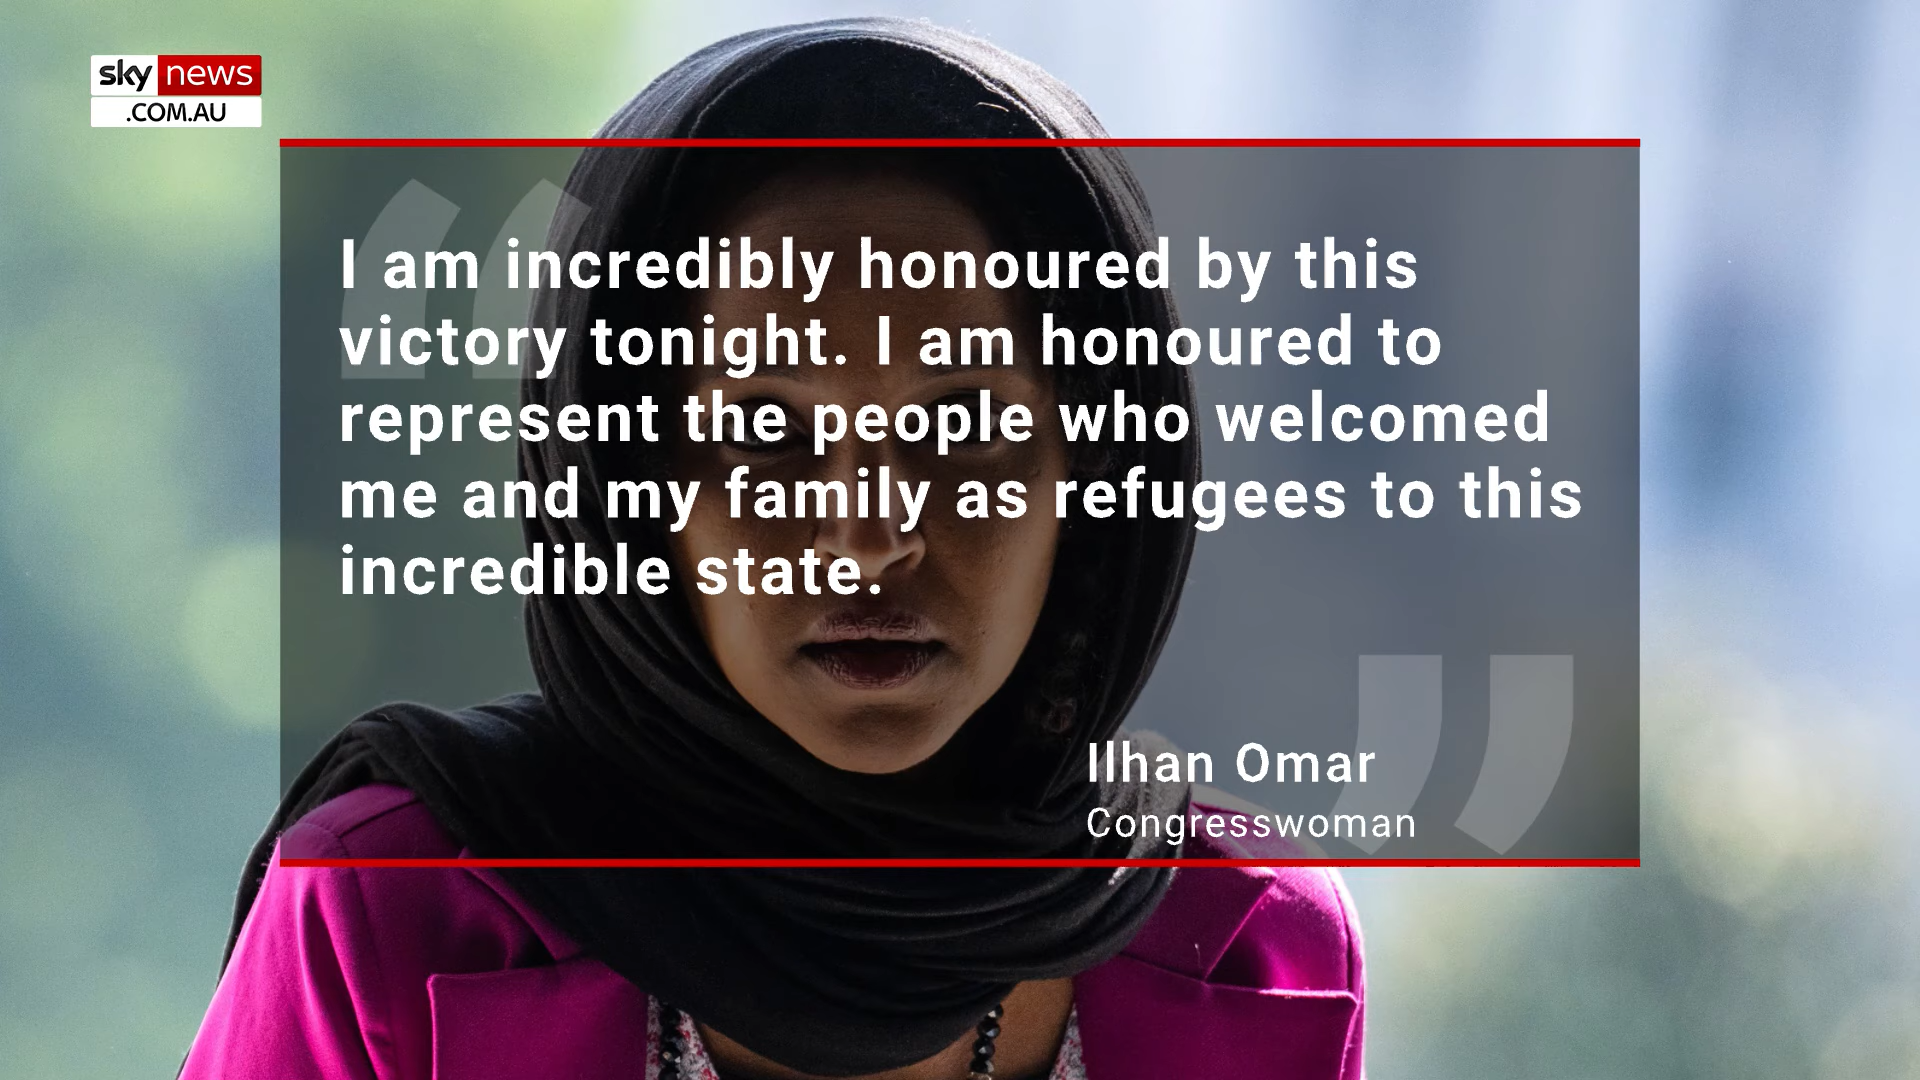 sky news
.COM.AU
I am incredibly honoured by this
victory tonight. I am honoured to
represent the people who welcomed
me and my family as refugees to this
incredible state.
Ilhan Omar
Congresswoman